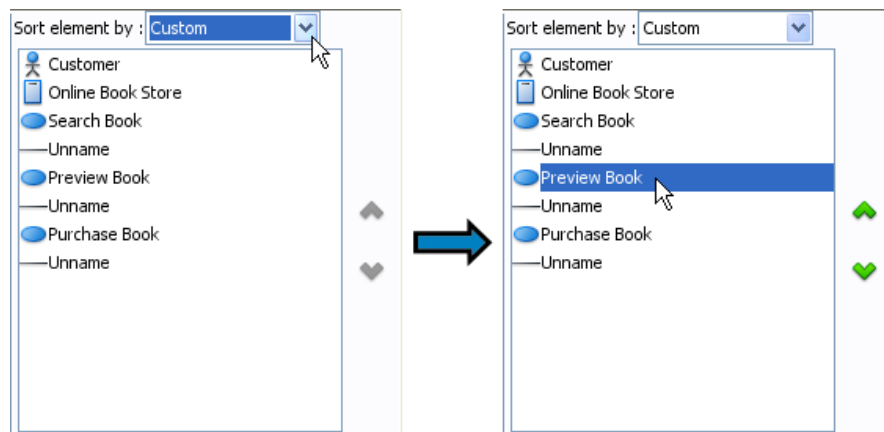 Sort element by : Custom
Customer
Online Book Store
Search Book
Unname
Preview Book
Unname
Purchase Book
Unname
Sort element by : Custom
Customer
Online Book Store
Search Book
Unname
Preview Book
Unname
Purchase Book
Unname